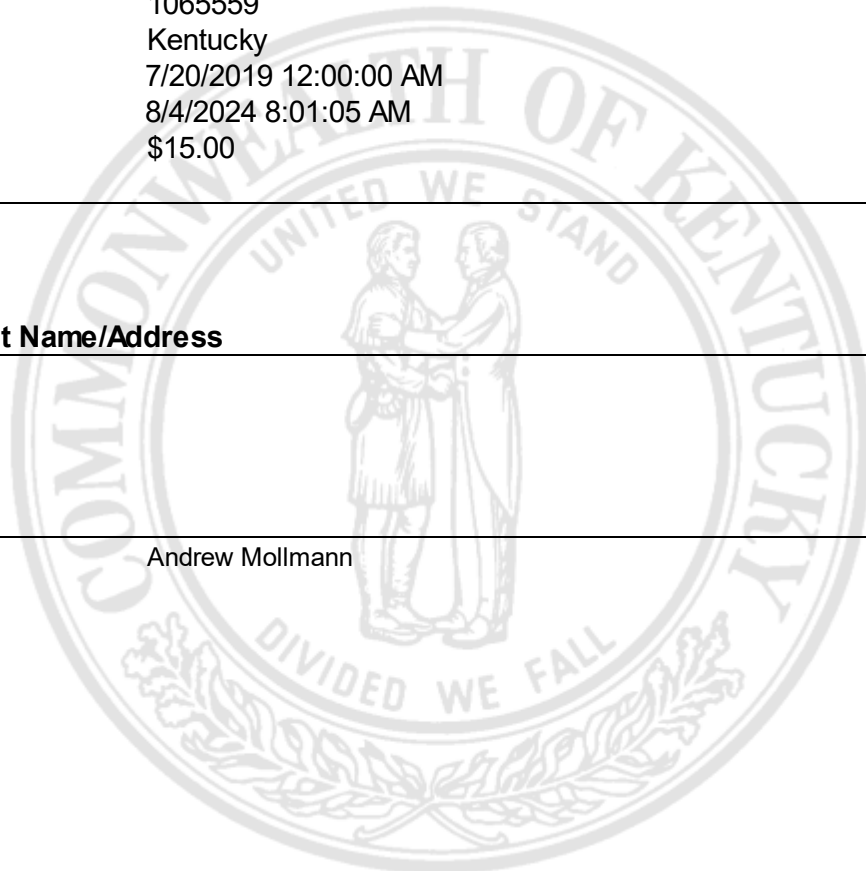 1065559
Kentucky
7/20/2019 12:00:00 AM
8/4/2024 8:01:05 AM
$15.00
t Name/Address
Andrew Mollmann
COMMONWEALTH OF KENTUCKY
UNITED WE STAND
DIVIDED WE FALL